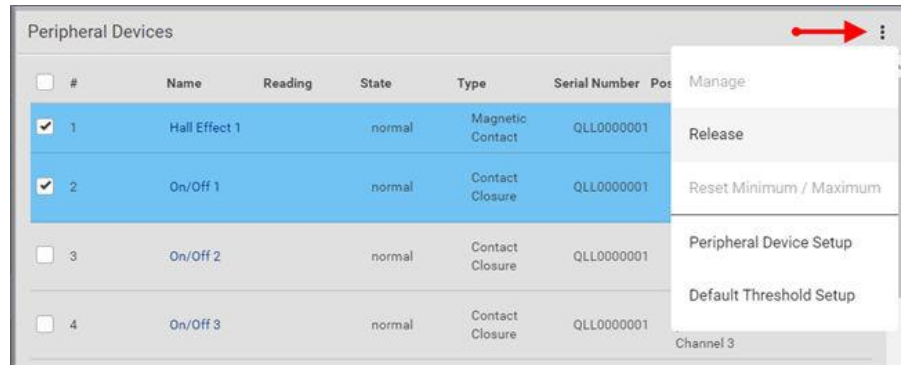 Peripheral Devices
# Name Reading State Type Serial Number Pos
1 Hall Effect 1 normal Magnetic Contact QLL0000001
2 On/Off 1 normal Contact Closure QLL0000001
3 On/Off 2 normal Contact Closure QLL0000001
4 On/Off 3 normal Contact Closure QLL0000001
Channel 3
Manage
Release
Reset Minimum / Maximum
Peripheral Device Setup
Default Threshold Setup